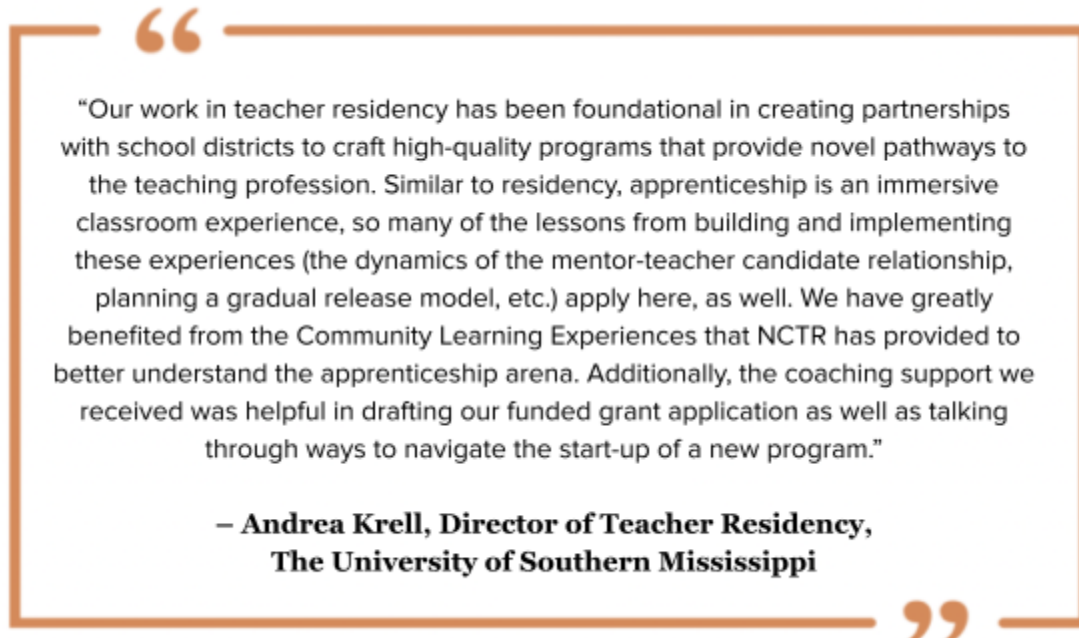 “Our work in teacher residency has been foundational in creating partnerships
with school districts to craft high-quality programs that provide novel pathways to
the teaching profession. Similar to residency, apprenticeship is an immersive
classroom experience, so many of the lessons from building and implementing
these experiences (the dynamics of the mentor-teacher candidate relationship,
planning a gradual release model, etc.) apply here, as well. We have greatly
benefited from the Community Learning Experiences that NCTR has provided to
better understand the apprenticeship arena. Additionally, the coaching support we
received was helpful in drafting our funded grant application as well as talking
through ways to navigate the start-up of a new program.”
– Andrea Krell, Director of Teacher Residency,
The University of Southern Mississippi